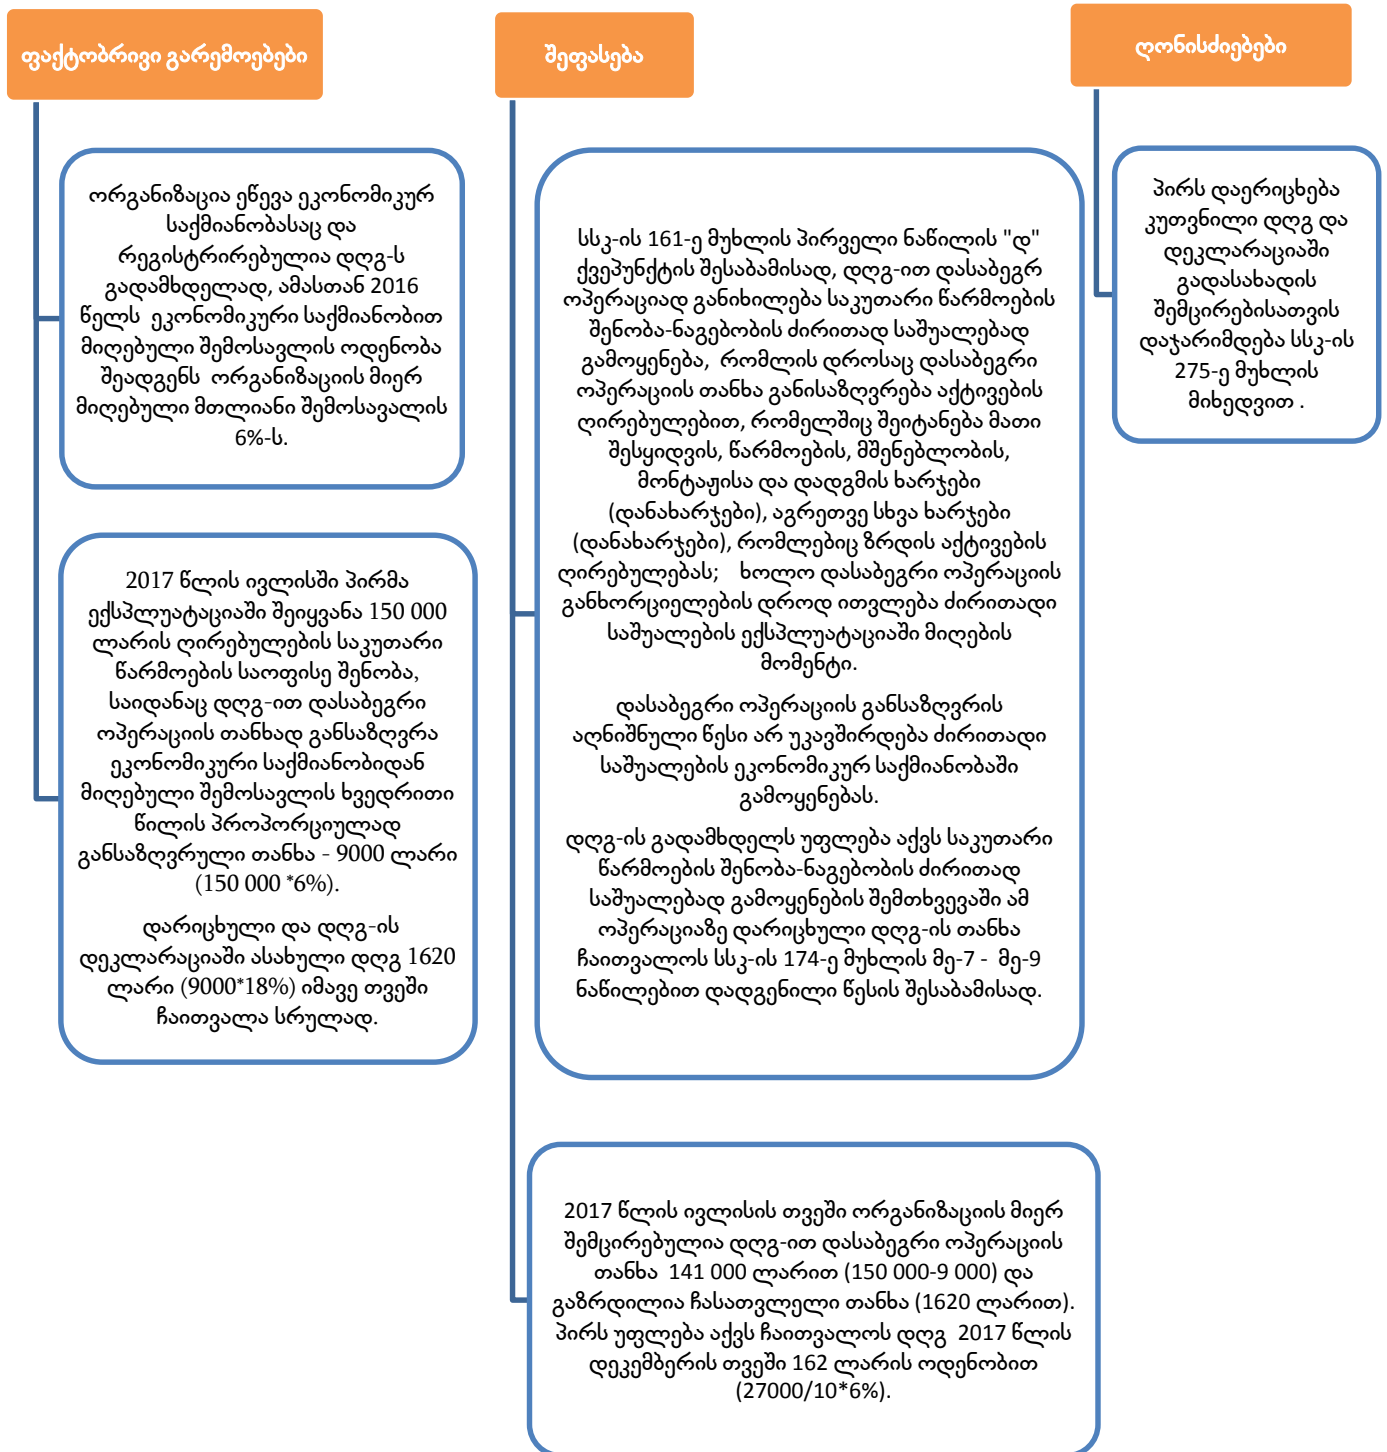 ფაქტობრივი გარემოებები
ორგანიზაცია ეწევა ეკონომიკურ
საქმიანობასაც და
რეგისტრირებულია დღგ-ს
გადამხდელად, ამასთან 2016
წელს ეკონომიკური საქმიანობით
მიღებული შემოსავლის ოდენობა
შეადგენს ორგანიზაციის მიერ
მიღებული მთლიანი შემოსავალის
6%-ს.
2017 წლის ივლისში პირმა
ექსპლუატაციაში შეიყვანა 150 000
ლარის ღირებულების საკუთარი
წარმოების საოფისე შენობა,
საიდანაც დღგ-ით დასაბეგრი
ოპერაციის თანხად განსაზღვრა
ეკონომიკური საქმიანობიდან
მიღებული შემოსავლის ხვედრითი
წილის პროპორციულად
განსაზღვრული თანხა - 9000 ლარი
(150 000 *6%).
დარიცხული და დღგ-ის
დეკლარაციაში ასახული დღგ 1620
ლარი (9000*18%) იმავე თვეში
ჩაითვალა სრულად.
შეფასება
სსკ-ის 161-ე მუხლის პირველი ნაწილის "დ"
ქვეპუნქტის შესაბამისად, დღგ-ით დასაბეგრ
ოპერაციად განიხილება საკუთარი წარმოების
შენობა-ნაგებობის ძირითად საშუალებად
გამოყენება, რომლის დროსაც დასაბეგრი
ოპერაციის თანხა განისაზღვრება აქტივების
ღირებულებით, რომელშიც შეიტანება მათი
შესყიდვის, წარმოების, მშენებლობის,
მონტაჟისა და დადგმის ხარჯები
(დანახარჯები), აგრეთვე სხვა ხარჯები
(დანახარჯები), რომლებიც ზრდის აქტივების
ღირებულებას; ხოლო დასაბეგრი ოპერაციის
განხორციელების დროდ ითვლება ძირითადი
საშუალების ექსპლუატაციაში მიღების
მომენტი.
დასაბეგრი ოპერაციის განსაზღვრის
აღნიშნული წესი არ უკავშირდება ძირითადი
საშუალების ეკონომიკურ საქმიანობაში
გამოყენებას.
დღგ-ის გადამხდელს უფლება აქვს საკუთარი
წარმოების შენობა-ნაგებობის ძირითად
საშუალებად გამოყენების შემთხვევაში ამ
ოპერაციაზე დარიცხული დღგ-ის თანხა
ჩაითვალოს სსკ-ის 174-ე მუხლის მე-7 - მე-9
ნაწილებით დადგენილი წესის შესაბამისად.
2017 წლის ივლისის თვეში ორგანიზაციის მიერ
შემცირებულია დღგ-ით დასაბეგრი ოპერაციის
თანხა 141 000 ლარით (150 000-9 000) და
გაზრდილია ჩასათვლელი თანხა (1620 ლარით).
პირს უფლება აქვს ჩაითვალოს დღგ 2017 წლის
დეკემბერის თვეში 162 ლარის ოდენობით
(27000/10*6%).
ღონისძიებები
პირს დაერიცხება
კუთვნილი დღგ და
დეკლარაციაში
გადასახადის
შემცირებისათვის
დაჯარიმდება სსკ-ის
275-ე მუხლის
მიხედვით .